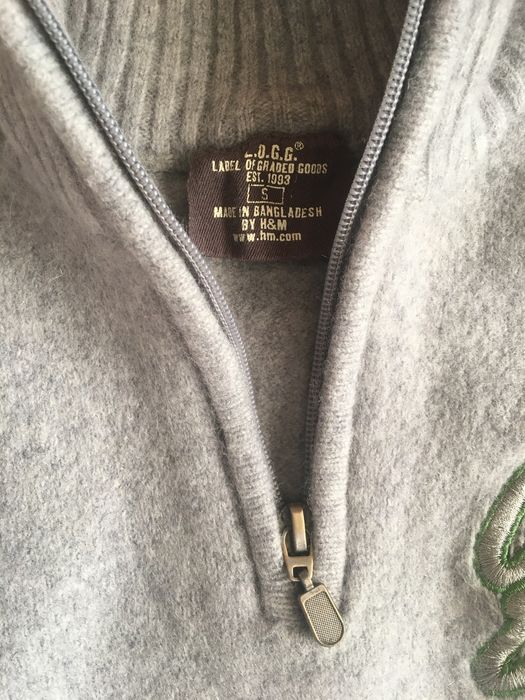 L.O.G.G.®
LABEL OF GRADED GOODS
EST. 1993
S
MADE IN BANGLADESH
BY H&M
www.hm.com